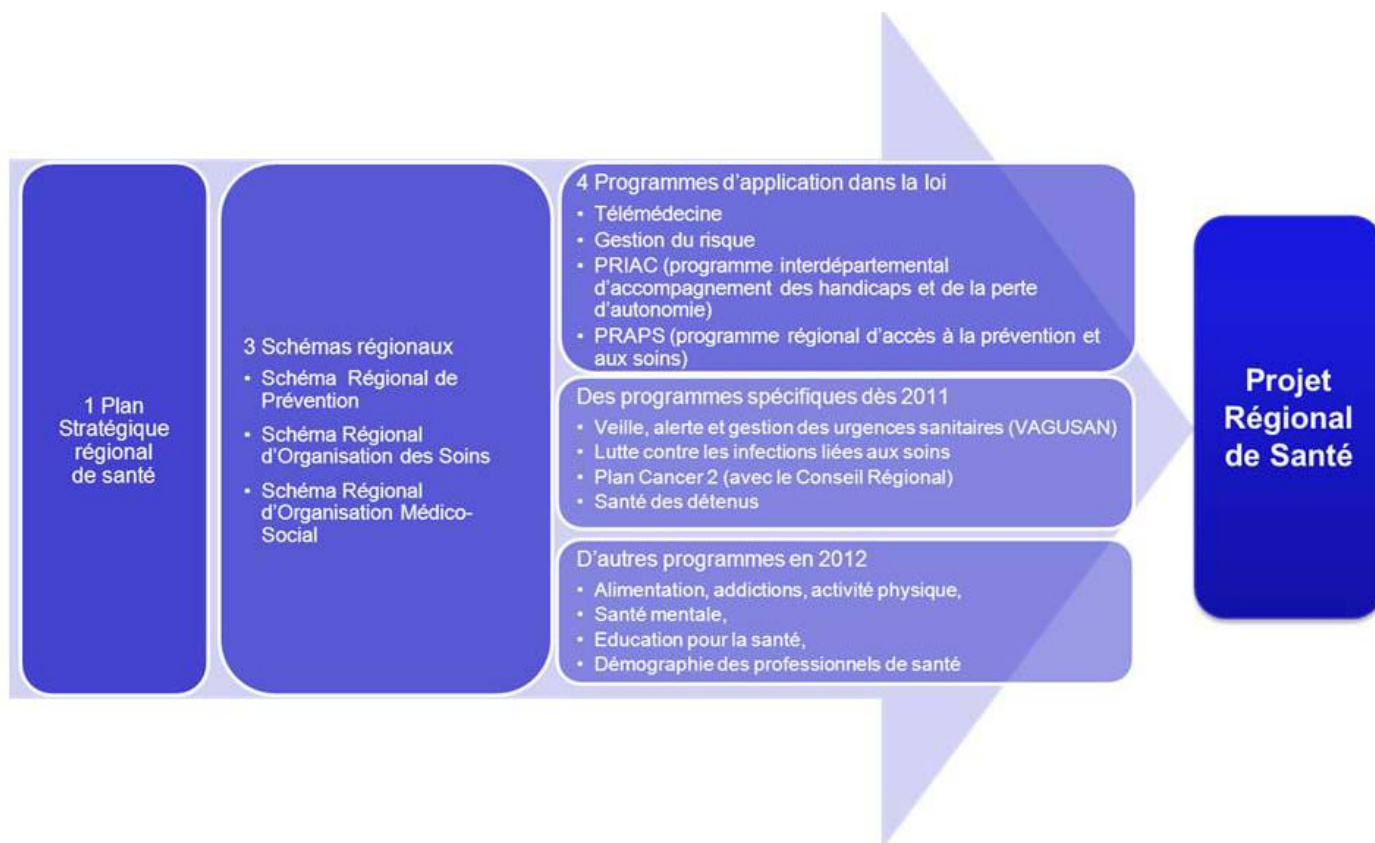 1 Plan
Stratégique
régional
de santé
3 Schémas régionaux
• Schéma Régional de
Prévention
• Schéma Régional
d'Organisation des Soins
• Schéma Régional
d'Organisation Médico-
Social
4 Programmes d'application dans la loi
• Télémédecine
• Gestion du risque
• PRIAC (programme interdépartemental
d'accompagnement des handicaps et de la perte
d'autonomie)
• PRAPS (programme régional d'accès à la prévention et
aux soins)
Des programmes spécifiques dès 2011
• Veille, alerte et gestion des urgences sanitaires (VAGUSAN)
• Lutte contre les infections liées aux soins
• Plan Cancer 2 (avec le Conseil Régional)
• Santé des détenus
D'autres programmes en 2012
• Alimentation, addictions, activité physique,
• Santé mentale,
• Education pour la santé,
• Démographie des professionnels de santé
Projet
Régional
de Santé